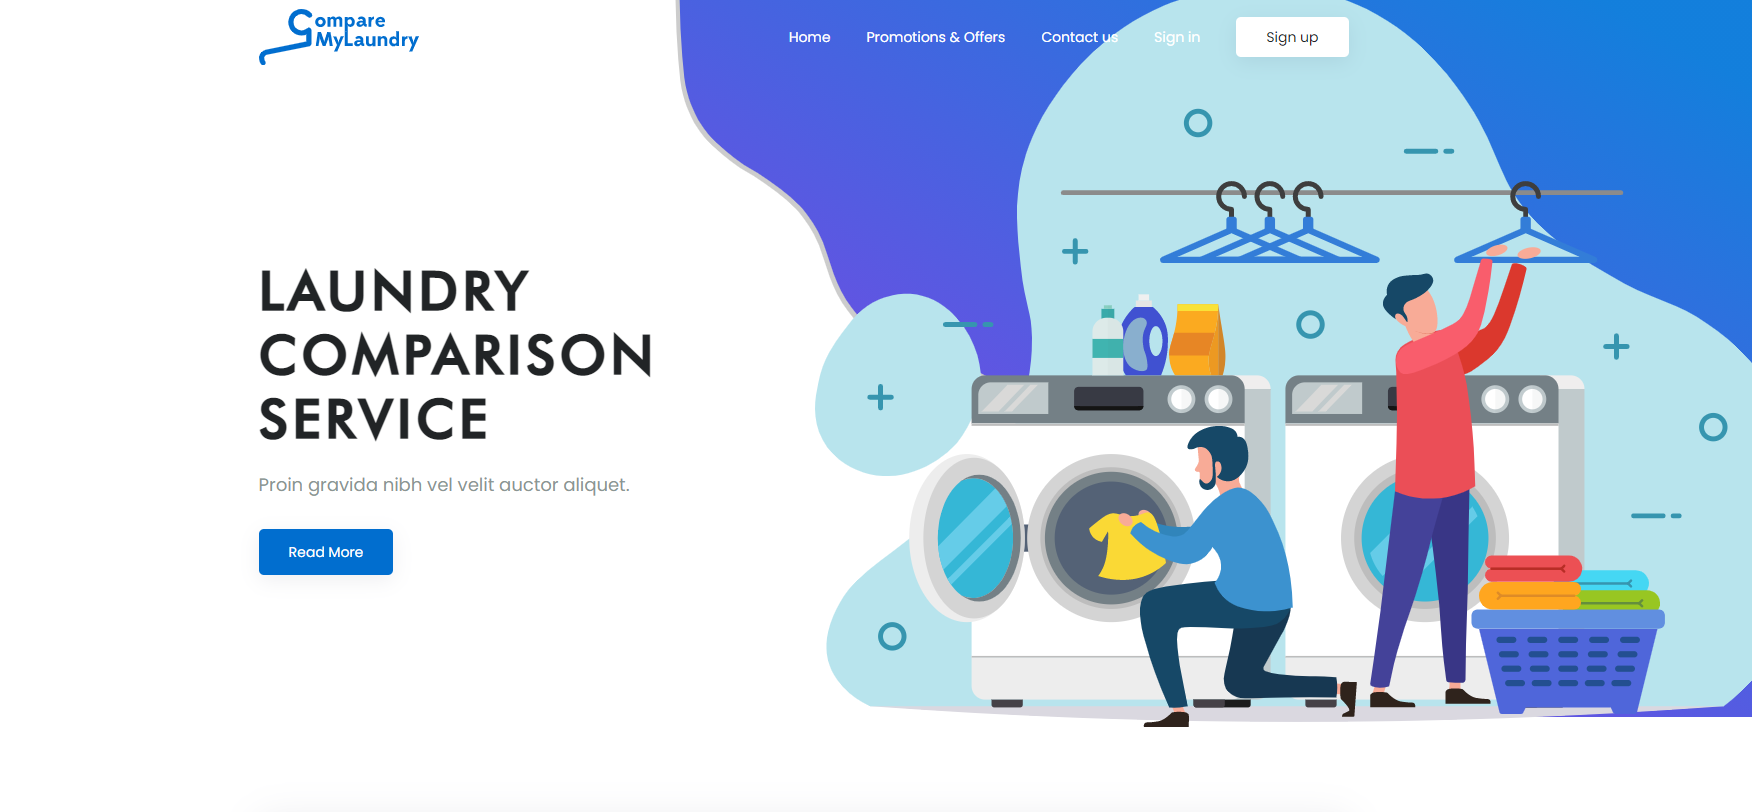 Compare
MyLaundry
Home Promotions & Offers Contact us Sign in Sign up
LAUNDRY
COMPARISON
SERVICE
Proin gravida nibh vel velit auctor aliquet.
Read More